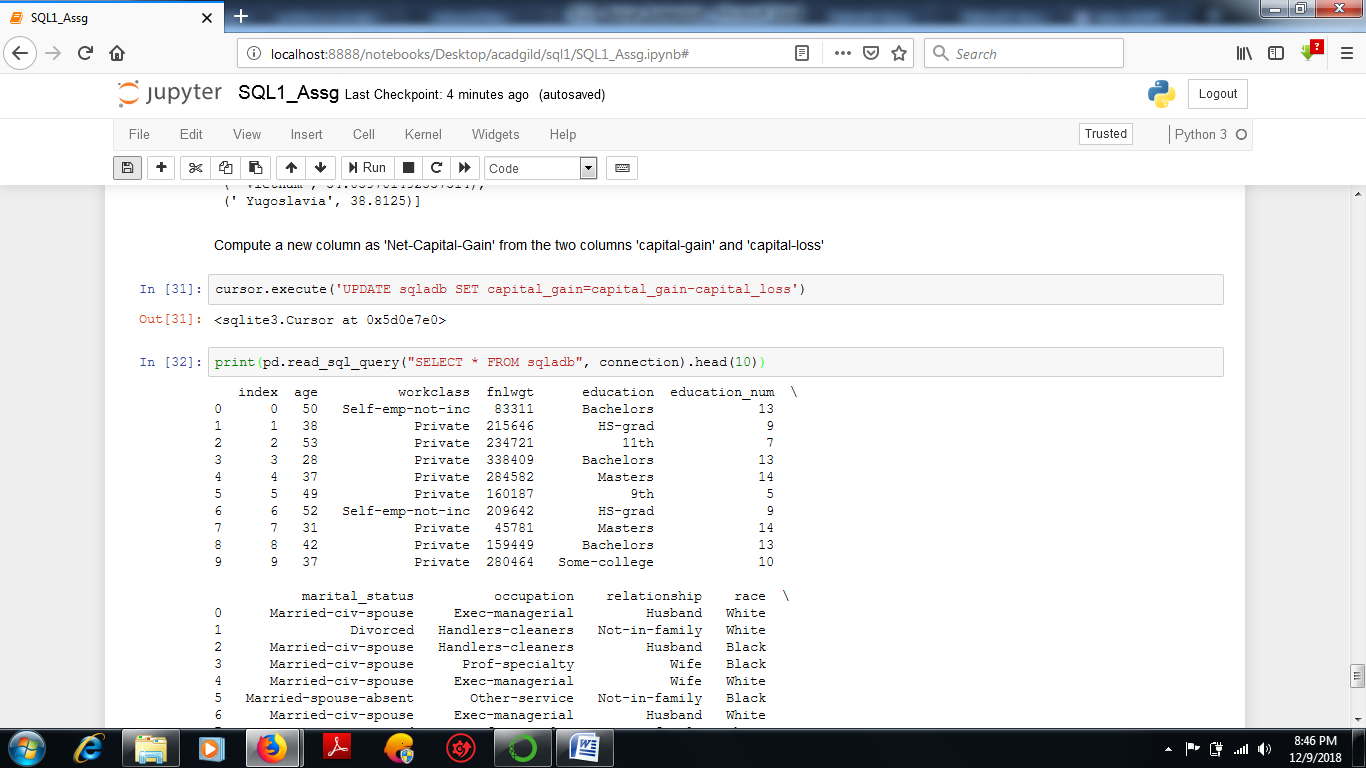 SQL1_Assg
localhost:8888/notebooks/Desktop/acadgild/sql1/SQL1_Assg.ipynb#
Search
jupyter SQL1_Assg Last Checkpoint: 4 minutes ago (autosaved)
Logout
File Edit View Insert Cell Kernel Widgets Help
Trusted
Python 3
Run
Code
(' Yugoslavia', 38.8125)]
Compute a new column as 'Net-Capital-Gain' from the two columns 'capital-gain' and 'capital-loss'
In [31]: cursor.execute('UPDATE sqladb SET capital_gain=capital_gain-capital_loss')
Out[31]: <sqlite3.Cursor at 0x5d0e7e0>
In [32]: print(pd.read_sql_query("SELECT * FROM sqladb", connection).head(10))
index age workclass fnlwgt education education_num \
0 0 50 Self-emp-not-inc 83311 Bachelors 13
1 1 38 Private 215646 HS-grad 9
2 2 53 Private 234721 11th 7
3 3 28 Private 338409 Bachelors 13
4 4 37 Private 284582 Masters 14
5 5 49 Private 160187 9th 5
6 6 52 Self-emp-not-inc 209642 HS-grad 9
7 7 31 Private 45781 Masters 14
8 8 42 Private 159449 Bachelors 13
9 9 37 Private 280464 Some-college 10
marital_status occupation relationship race \
0 Married-civ-spouse Exec-managerial Husband White
1 Divorced Handlers-cleaners Not-in-family White
2 Married-civ-spouse Handlers-cleaners Husband Black
3 Married-civ-spouse Prof-specialty Wife Black
4 Married-civ-spouse Exec-managerial Wife White
5 Married-spouse-absent Other-service Not-in-family Black
6 Married-civ-spouse Exec-managerial Husband White
8:46 PM
12/9/2018